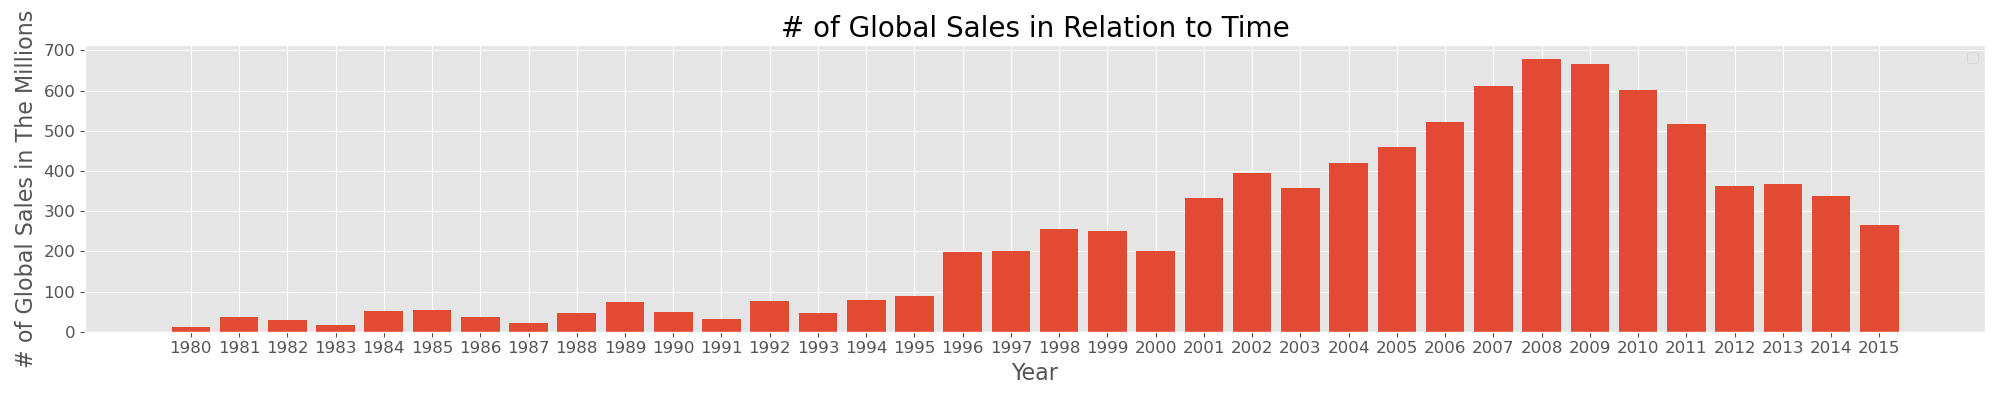 # of Global Sales in Relation to Time
# of Global Sales in The Millions
700
600
500
400
300
200
100
0
1980 1981 1982 1983 1984 1985 1986 1987 1988 1989 1990 1991 1992 1993 1994 1995 1996 1997 1998 1999 2000 2001 2002 2003 2004 2005 2006 2007 2008 2009 2010 2011 2012 2013 2014 2015
Year